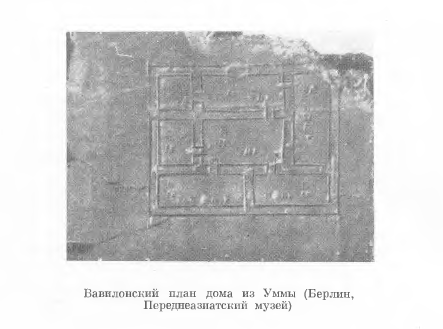 Вавилонский план дома из Уммы (Берлин,
Переднеазиатский музей)